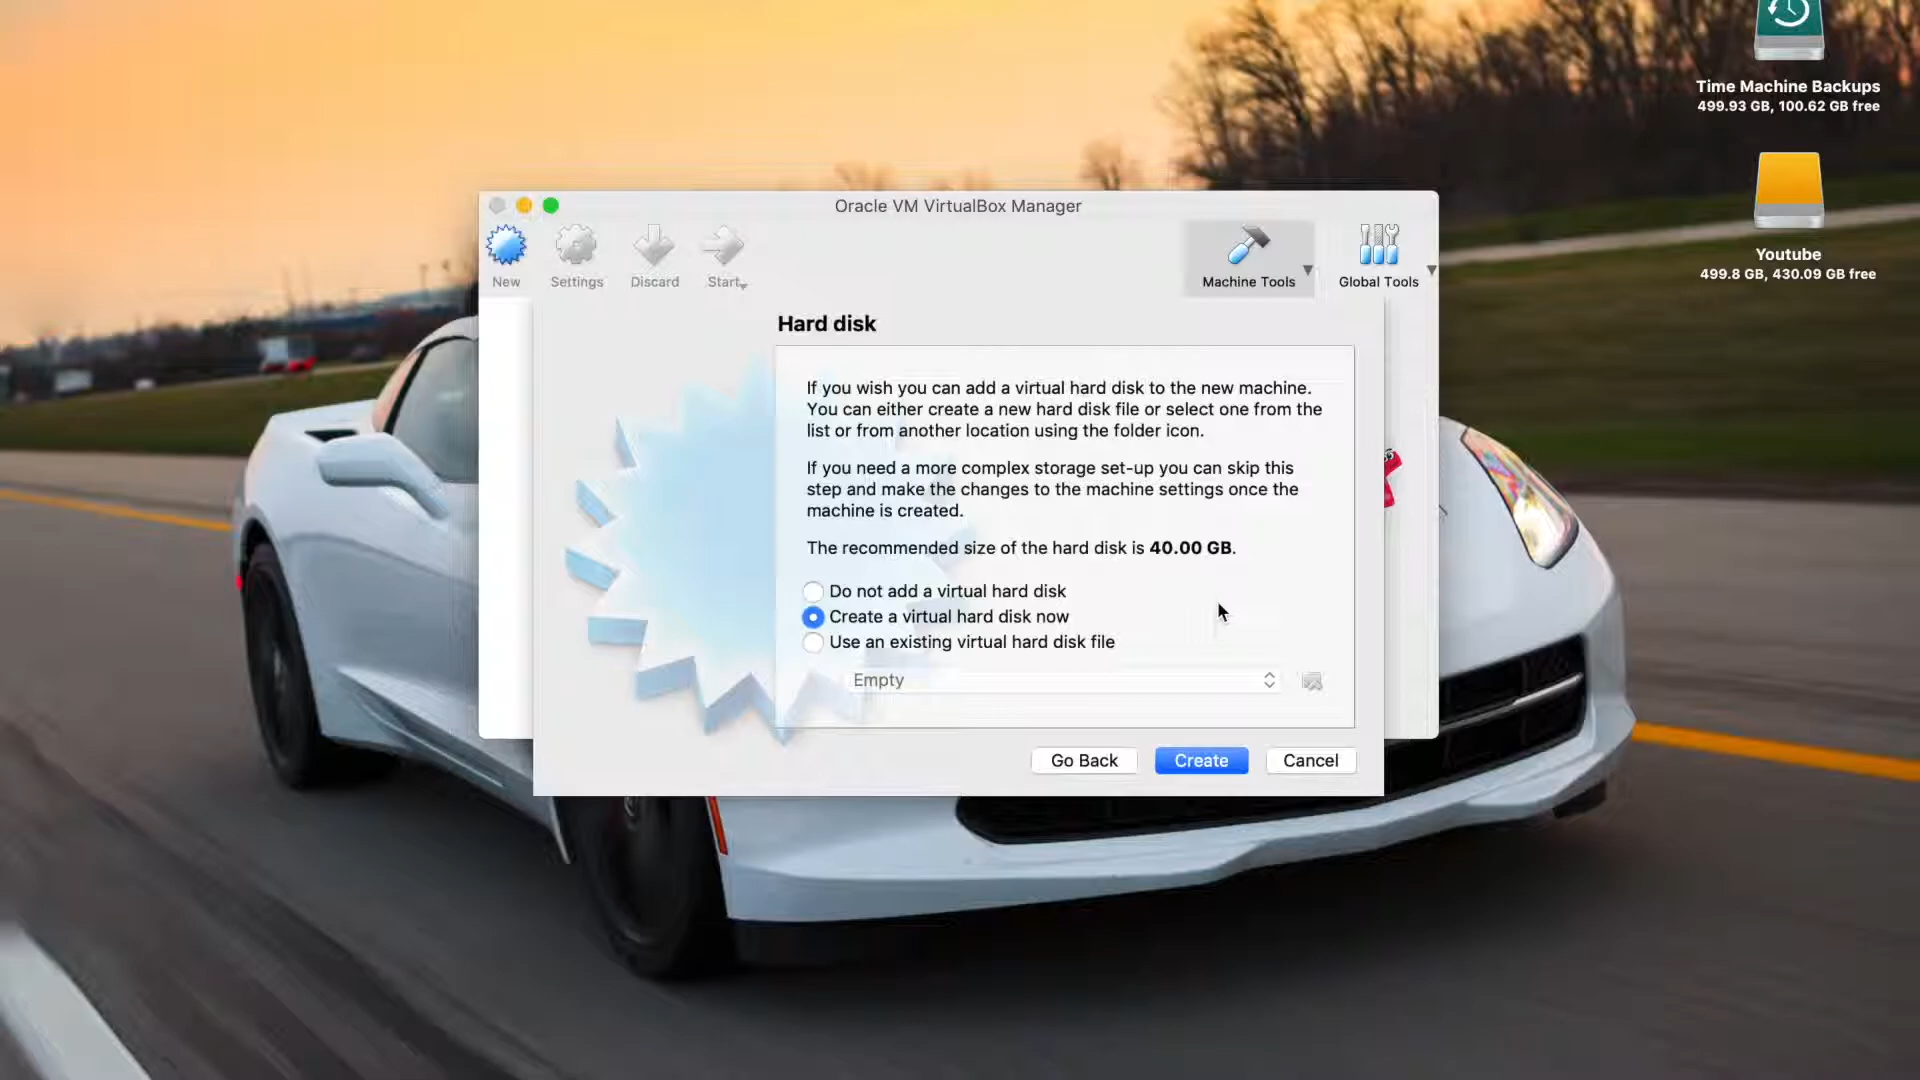 Time Machine Backups
499.93 GB, 100.62 GB free
Youtube
499.8 GB, 430.09 GB free
Oracle VM VirtualBox Manager
New
Settings
Discard
Start
Machine Tools
Global Tools
Hard disk
If you wish you can add a virtual hard disk to the new machine.
You can either create a new hard disk file or select one from the
list or from another location using the folder icon.
If you need a more complex storage set-up you can skip this
step and make the changes to the machine settings once the
machine is created.
The recommended size of the hard disk is 40.00 GB.
Do not add a virtual hard disk
Create a virtual hard disk now
Use an existing virtual hard disk file
Empty
Go Back
Create
Cancel